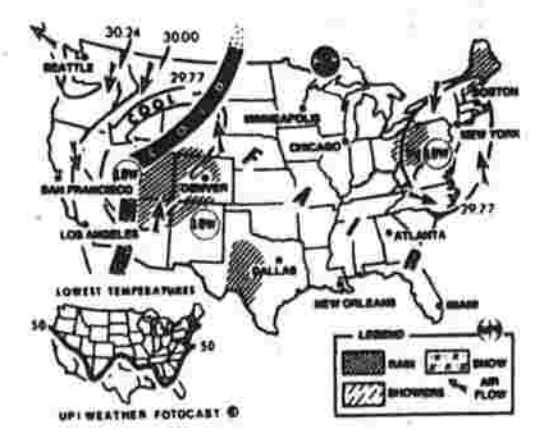 30.24 30.00
SEATTLE
29.77
COOL
BOSTON
MINNEAPOLIS
NEW YORK
CHICAGO
LOW
LOW
SAN FRANCISCO
DENVER
FAIR
29.77
LOW
LOS ANGELES
ATLANTA
DALLAS
LOWEST TEMPERATURES
NEW ORLEANS
MIAMI
50
50
LEGEND
RAIN
SNOW
SHOWERS
AIR FLOW
UPI WEATHER FOTOCAST ©